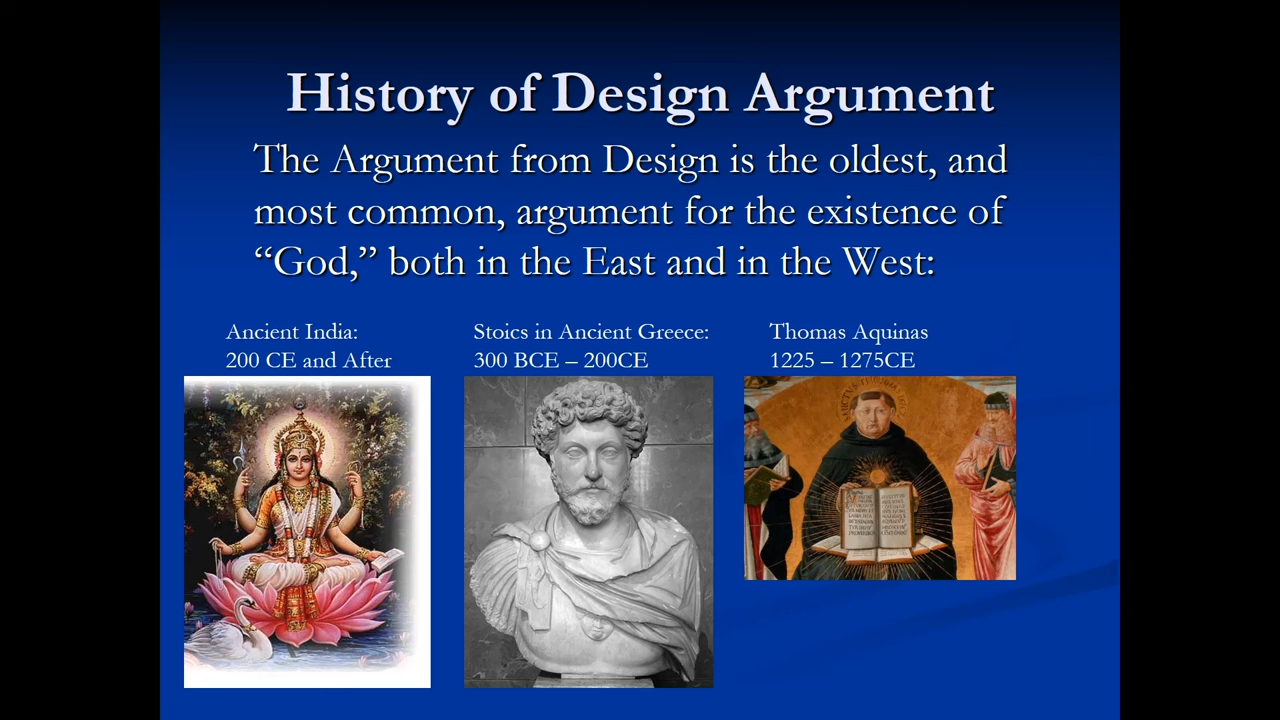 History of Design Argument
The Argument from Design is the oldest, and
most common, argument for the existence of
“God,” both in the East and in the West:
Ancient India:
200 CE and After
Stoics in Ancient Greece:
300 BCE – 200CE
Thomas Aquinas
1225 – 1275CE